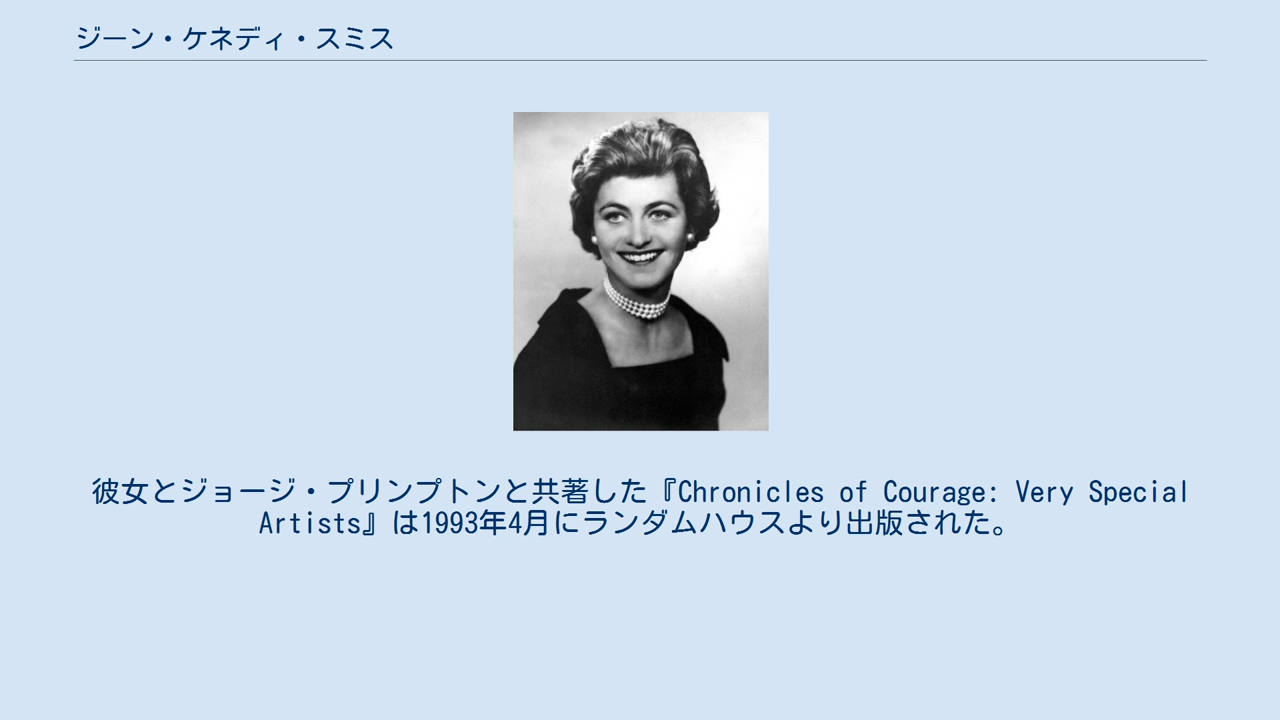 ジーン・ケネディ・スミス
彼女とジョージ・プリンプトンと共著した『Chronicles of Courage: Very Special
Artists』は1993年4月にランダムハウスより出版された。